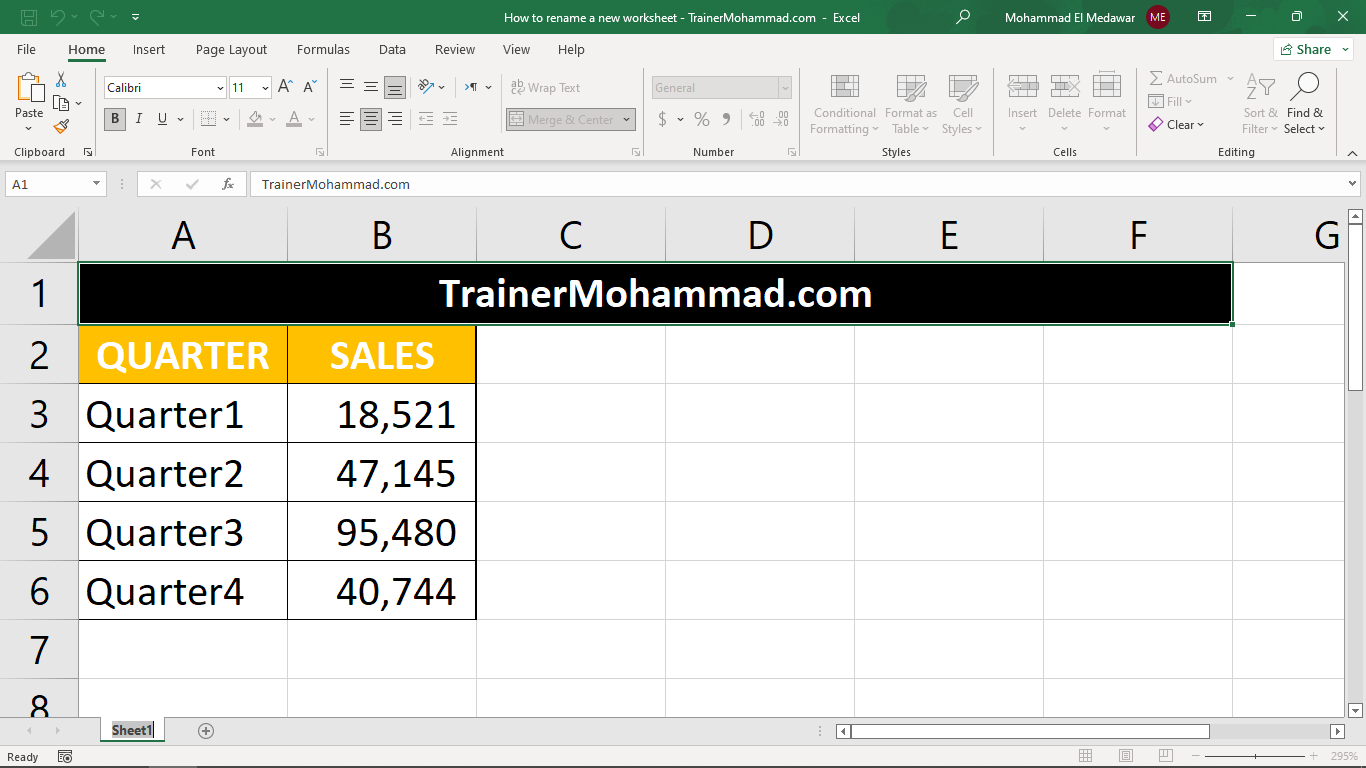 How to rename a new worksheet - TrainerMohammad.com - Excel
Mohammad El Medawar ME
File Home Insert Page Layout Formulas Data Review View Help Share
Calibri 11 Wrap Text General AutoSum
Paste Fill
B I U Merge & Center $ % Clear
Conditional Formatting
Format as Table
Cell Styles
Insert Delete Format
Sort & Filter
Find & Select
Clipboard Font Alignment Number Styles Cells Editing
A1 fx TrainerMohammad.com
A B C D E F G
1 TrainerMohammad.com
2 QUARTER SALES
3 Quarter1 18,521
4 Quarter2 47,145
5 Quarter3 95,480
6 Quarter4 40,744
7
8
Sheet1
Ready 295%